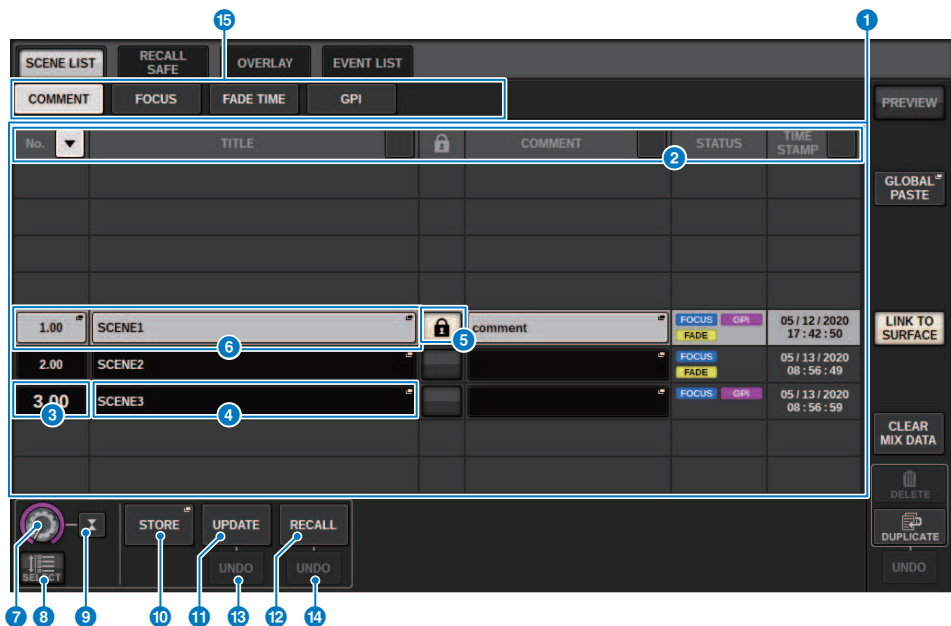 15
1
SCENE LIST
RECALL SAFE
OVERLAY
EVENT LIST
COMMENT
FOCUS
FADE TIME
GPI
PREVIEW
No.
TITLE
COMMENT
STATUS
TIME STAMP
2
GLOBAL PASTE
1.00
SCENE1
comment
FOCUS GPI
FADE
05/12/2020
17:42:50
LINK TO SURFACE
6
5
2.00
SCENE2
FOCUS
FADE
05/13/2020
08:56:49
3.00
SCENE3
FOCUS GPI
05/13/2020
08:56:59
3
4
CLEAR MIX DATA
DELETE
STORE
UPDATE
RECALL
DUPLICATE
SELECT
UNDO
UNDO
UNDO
7
8
9
10
11
13
12
14